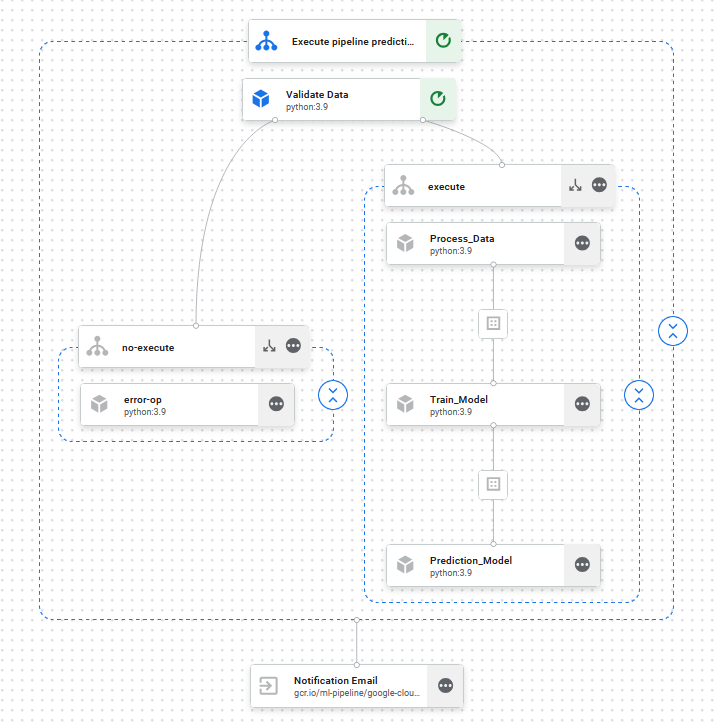 Execute pipeline predicti...
Validate Data
python:3.9
execute
Process_Data
python:3.9
no-execute
error-op
python:3.9
Train_Model
python:3.9
Prediction_Model
python:3.9
Notification Email
gcr.io/ml-pipeline/google-clou...